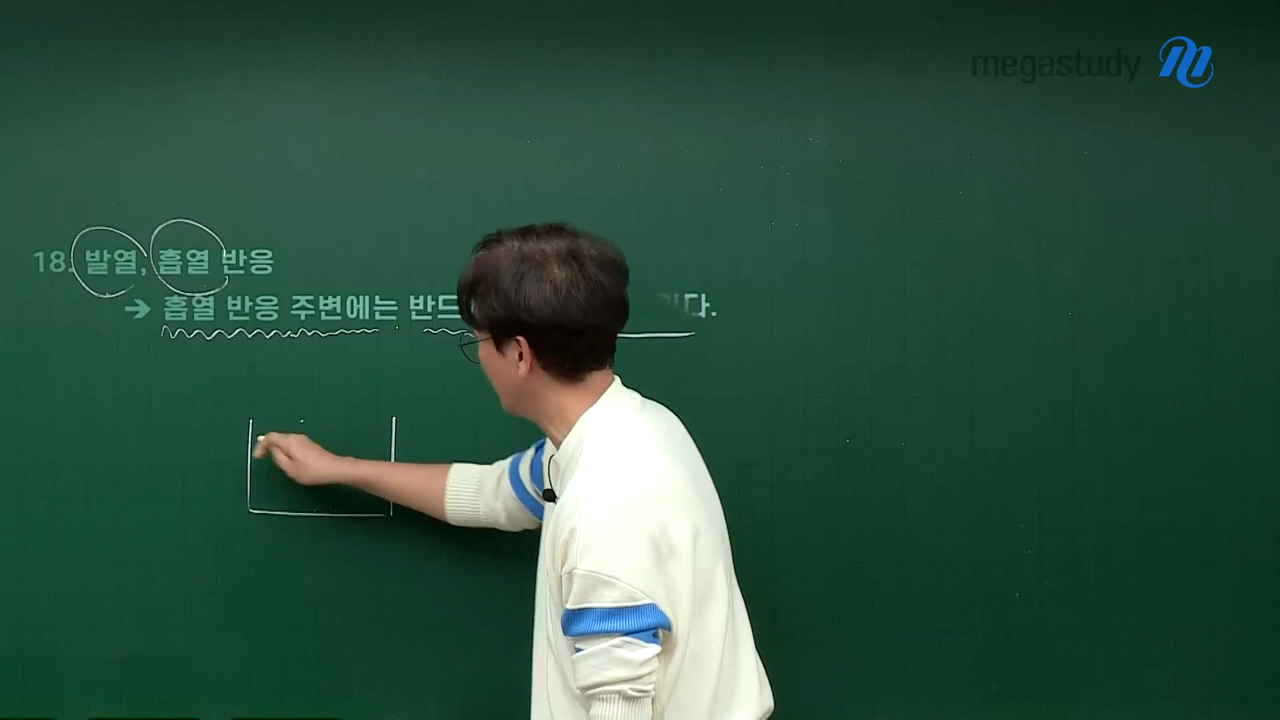 megastudy
18. 발열, 흡열 반응
→ 흡열 반응 주변에는 반드 다.